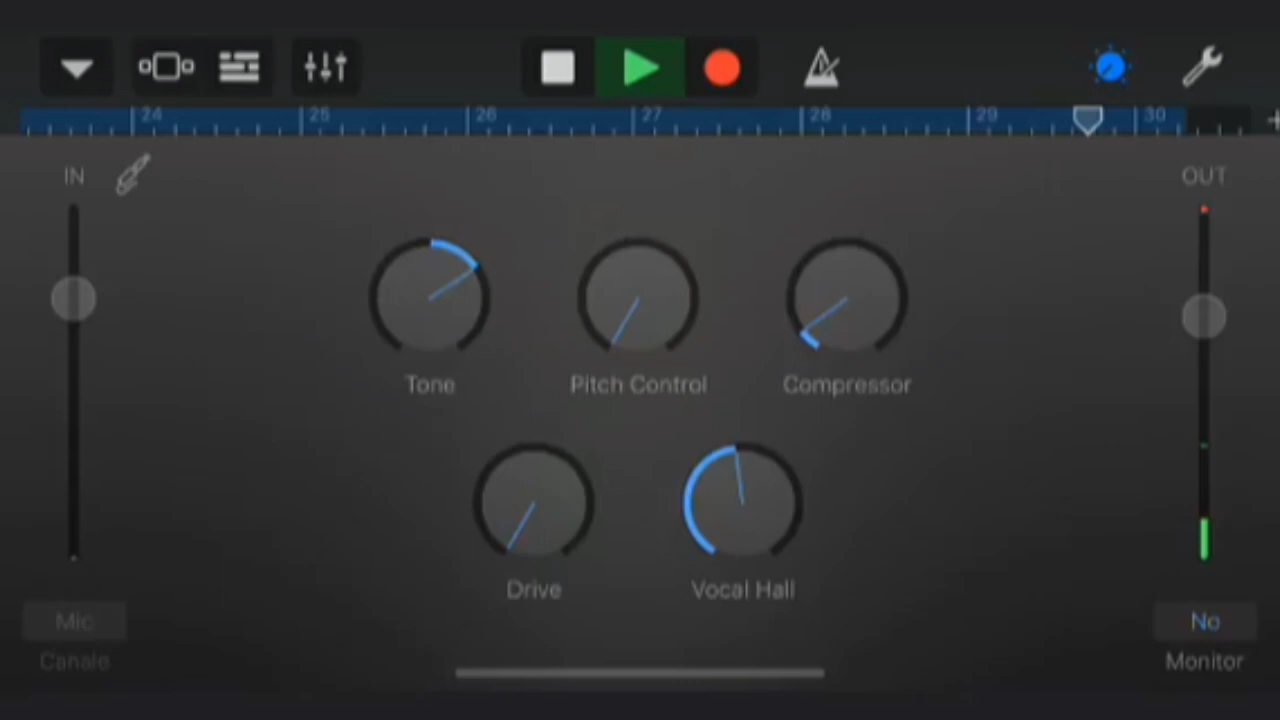 24 25 26 27 28 29 30
IN OUT
Tone Pitch Control Compressor
Drive Vocal Hall
Mic No
Canale Monitor